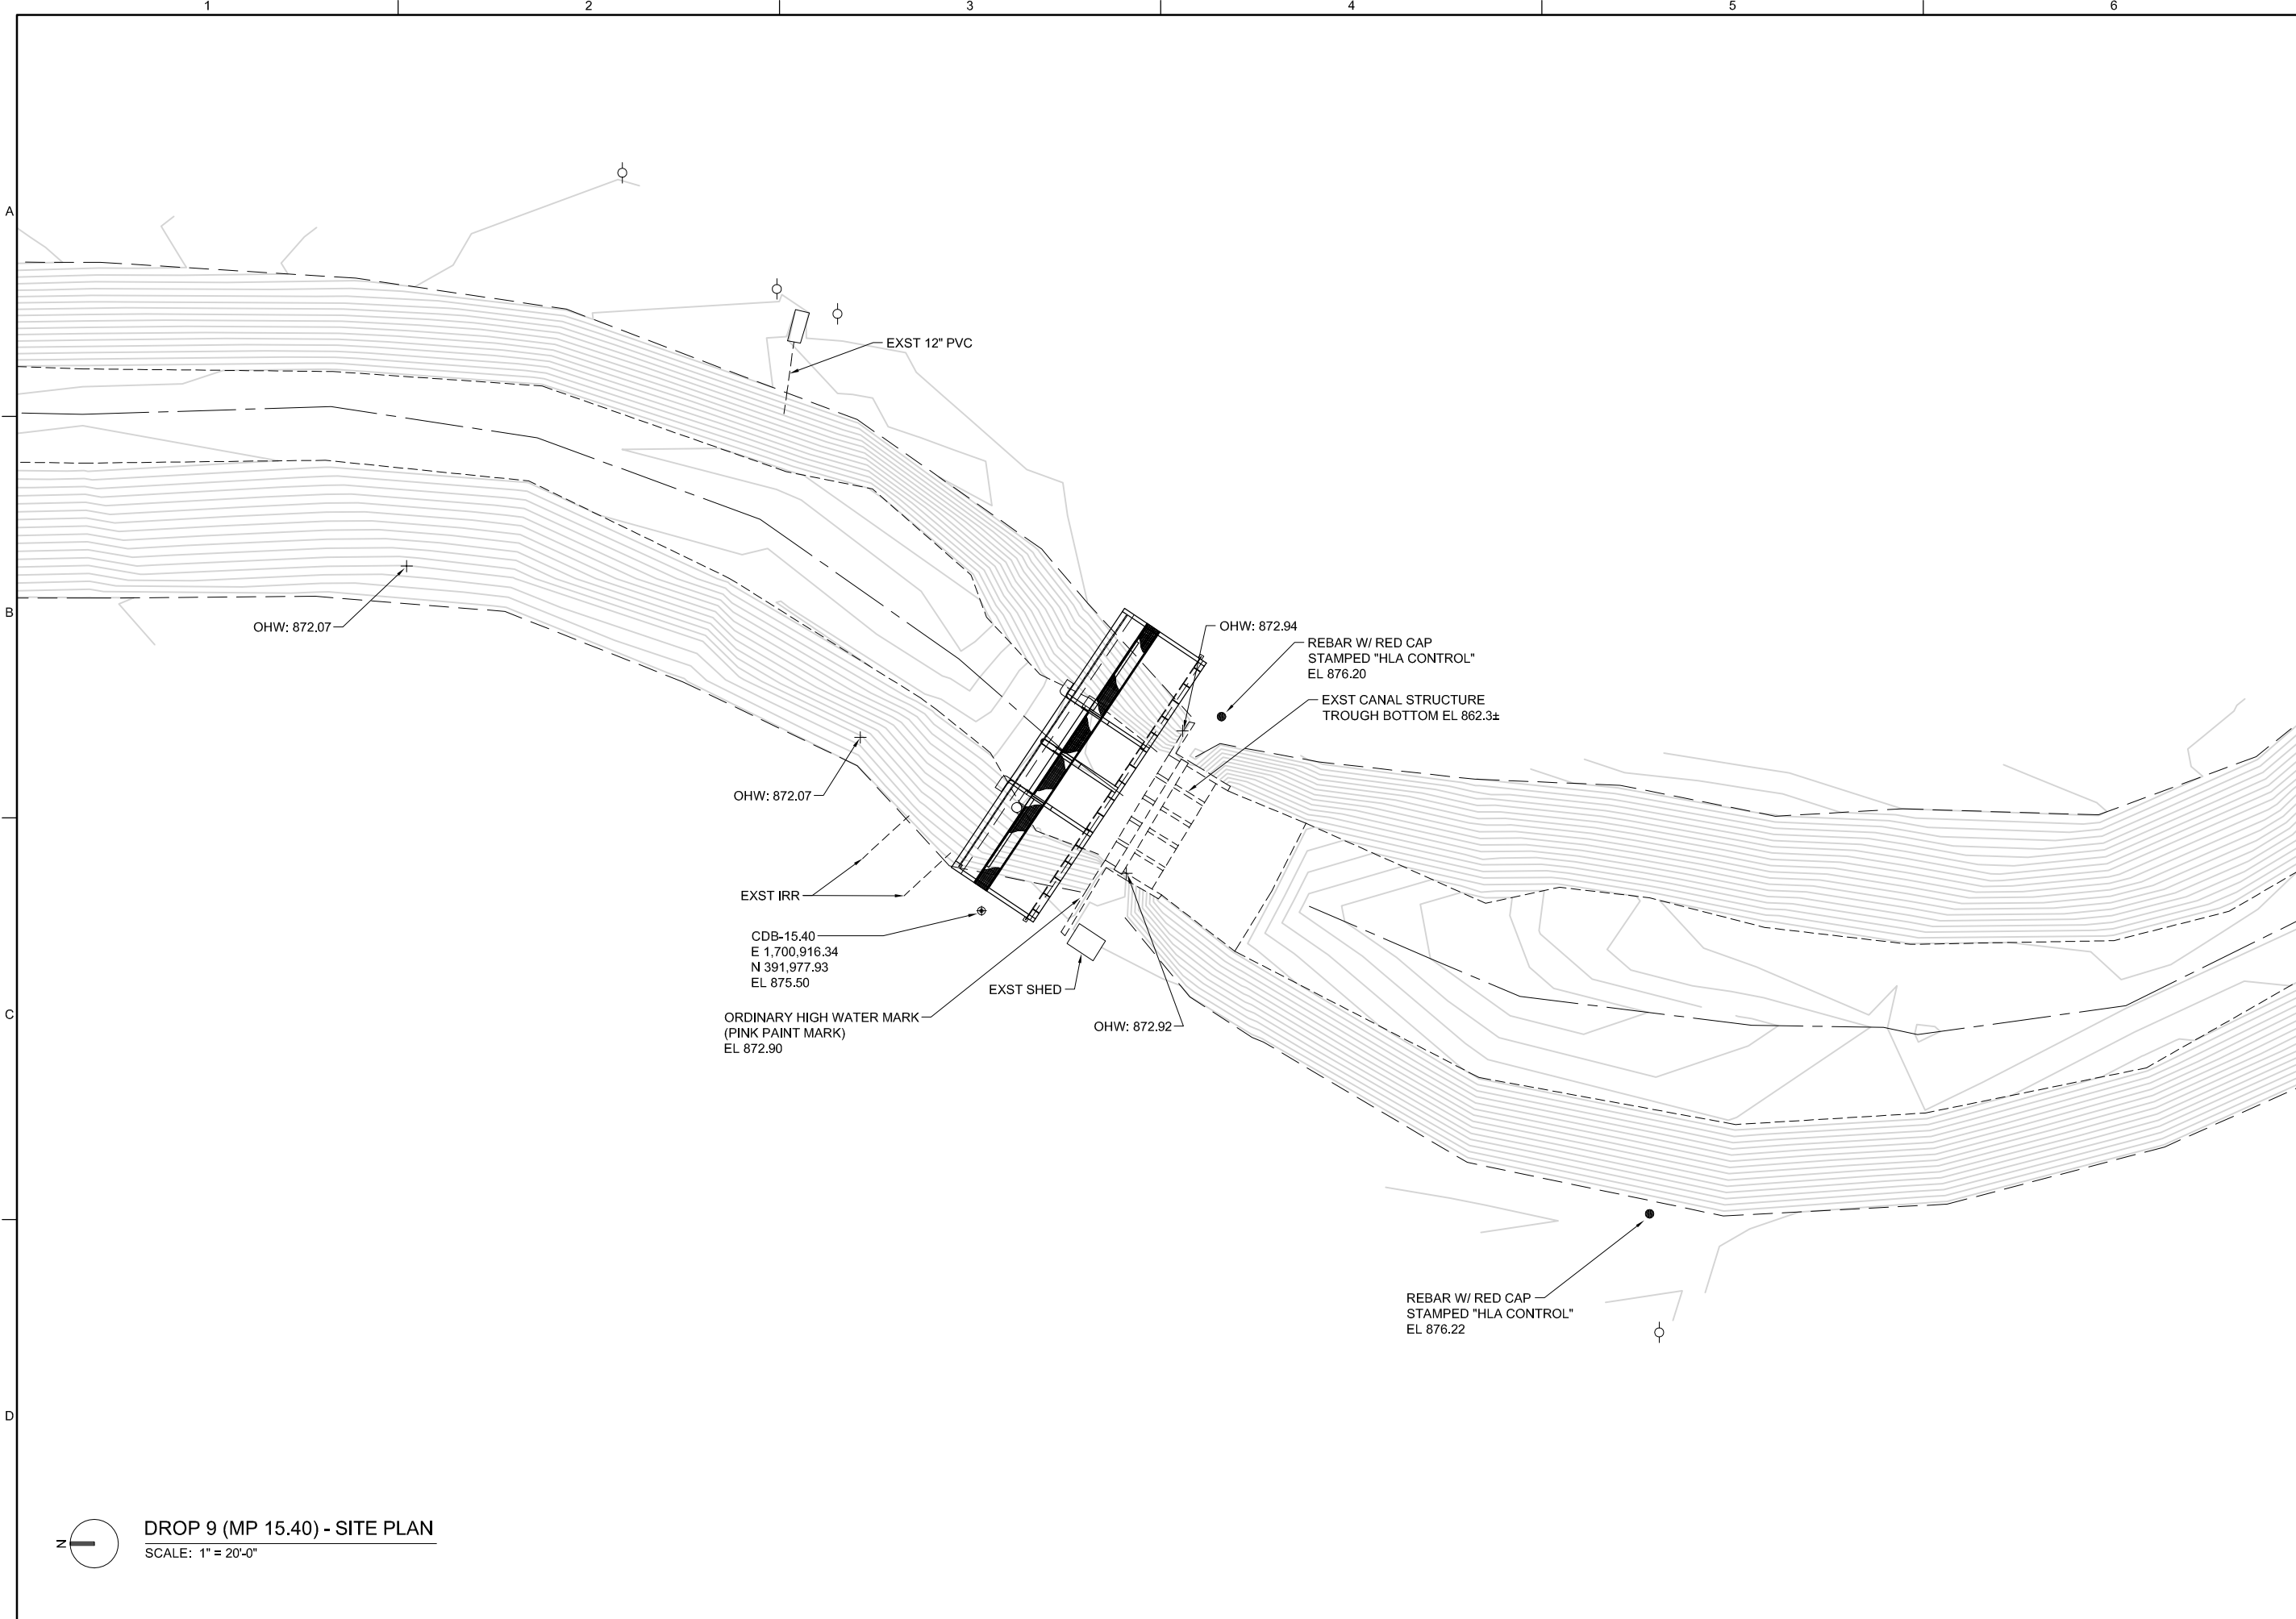 1 2 3 4 5 6
A
EXST 12" PVC
B
OHW: 872.07
OHW: 872.94
REBAR W/ RED CAP
STAMPED "HLA CONTROL"
EL 876.20
EXST CANAL STRUCTURE
TROUGH BOTTOM EL 862.3±
OHW: 872.07
EXST IRR
CDB-15.40
E 1,700,916.34
N 391,977.93
EL 875.50
EXST SHED
C
ORDINARY HIGH WATER MARK
(PINK PAINT MARK)
EL 872.90
OHW: 872.92
REBAR W/ RED CAP
STAMPED "HLA CONTROL"
EL 876.22
D
N
DROP 9 (MP 15.40) - SITE PLAN
SCALE: 1" = 20'-0"